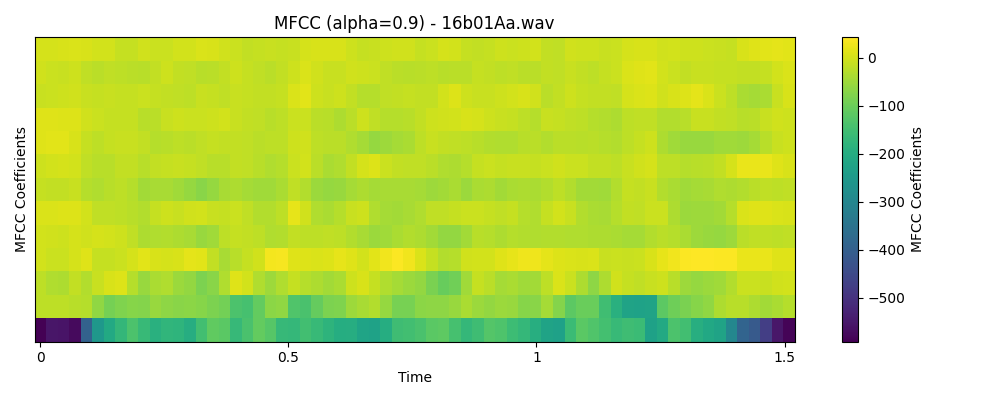 MFCC (alpha=0.9) - 16b01Aa.wav
MFCC Coefficients
0
0.5
1
1.5
Time
0
−100
−200
−300
−400
−500
MFCC Coefficients